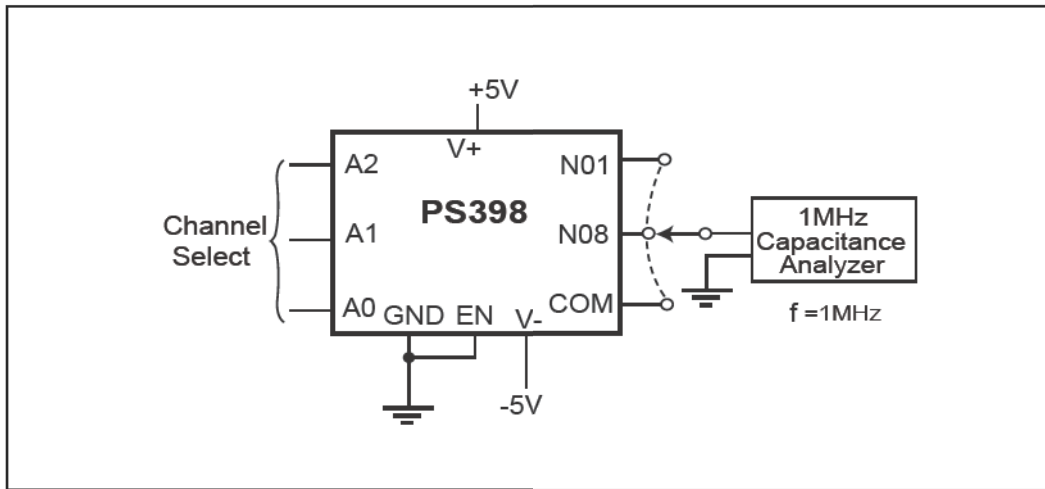 +5V
V+
A2
N01
PS398
Channel
Select
A1
N08
1MHz
Capacitance
Analyzer
A0
GND
EN
V-
COM
f =1MHz
-5V